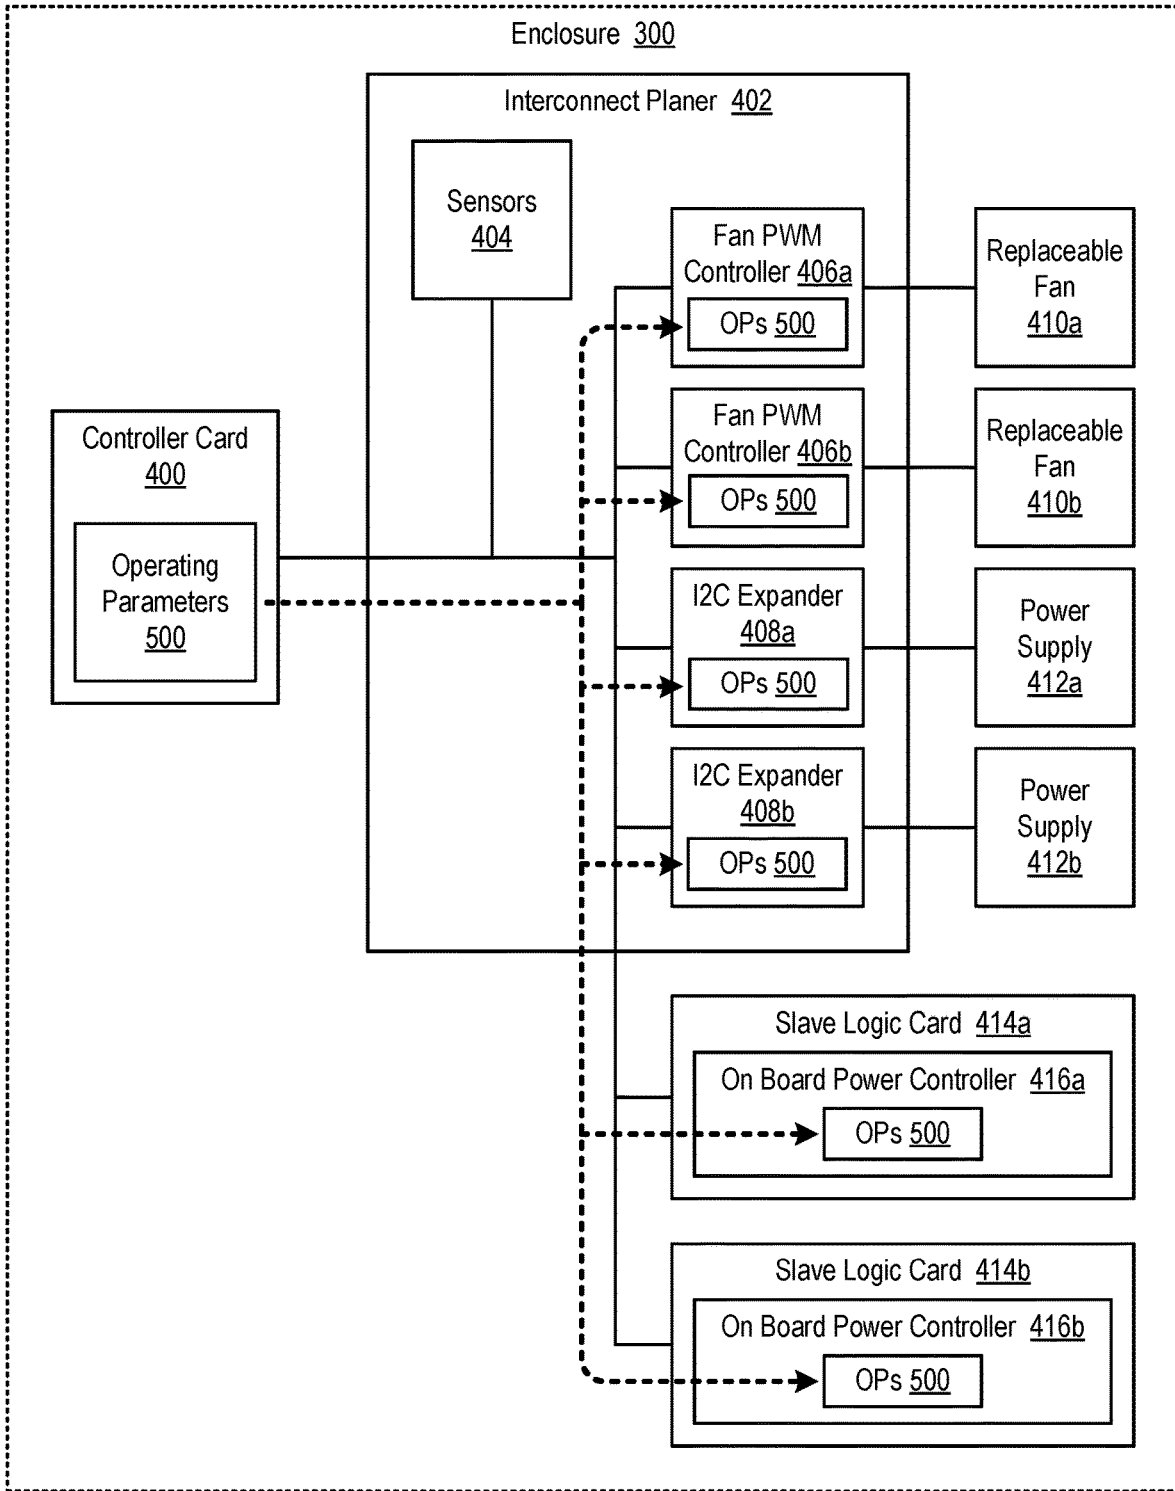 Enclosure 300
Interconnect Planer 402
Sensors
404
Fan PWM
Controller 406a
OPs 500
Replaceable
Fan
410a
Fan PWM
Controller 406b
OPs 500
Replaceable
Fan
410b
Controller Card
400
Operating
Parameters
500
I2C Expander
408a
OPs 500
Power
Supply
412a
I2C Expander
408b
OPs 500
Power
Supply
412b
Slave Logic Card 414a
On Board Power Controller 416a
OPs 500
Slave Logic Card 414b
On Board Power Controller 416b
OPs 500